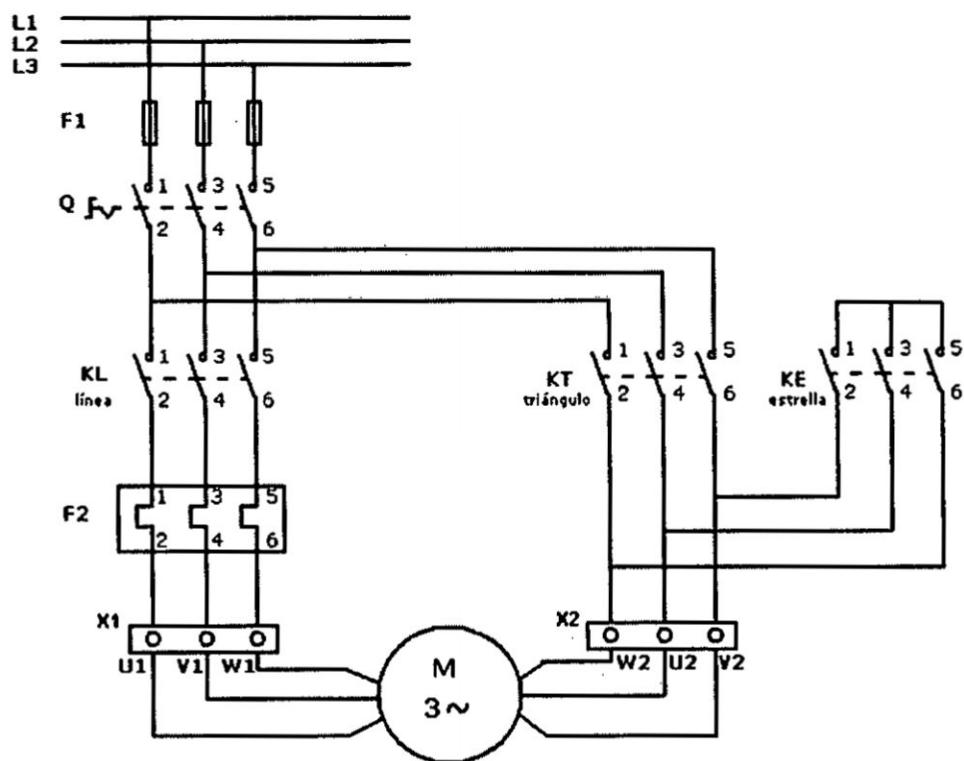 L1
L2
L3
F1
Q
1 3 5
2 4 6
KL
línea
1 3 5
2 4 6
KT
triángulo
1 3 5
2 4 6
KE
estrella
1 3 5
2 4 6
F2
1 3 5
2 4 6
X1
U1 V1 W1
M
3~
X2
W2 U2 V2